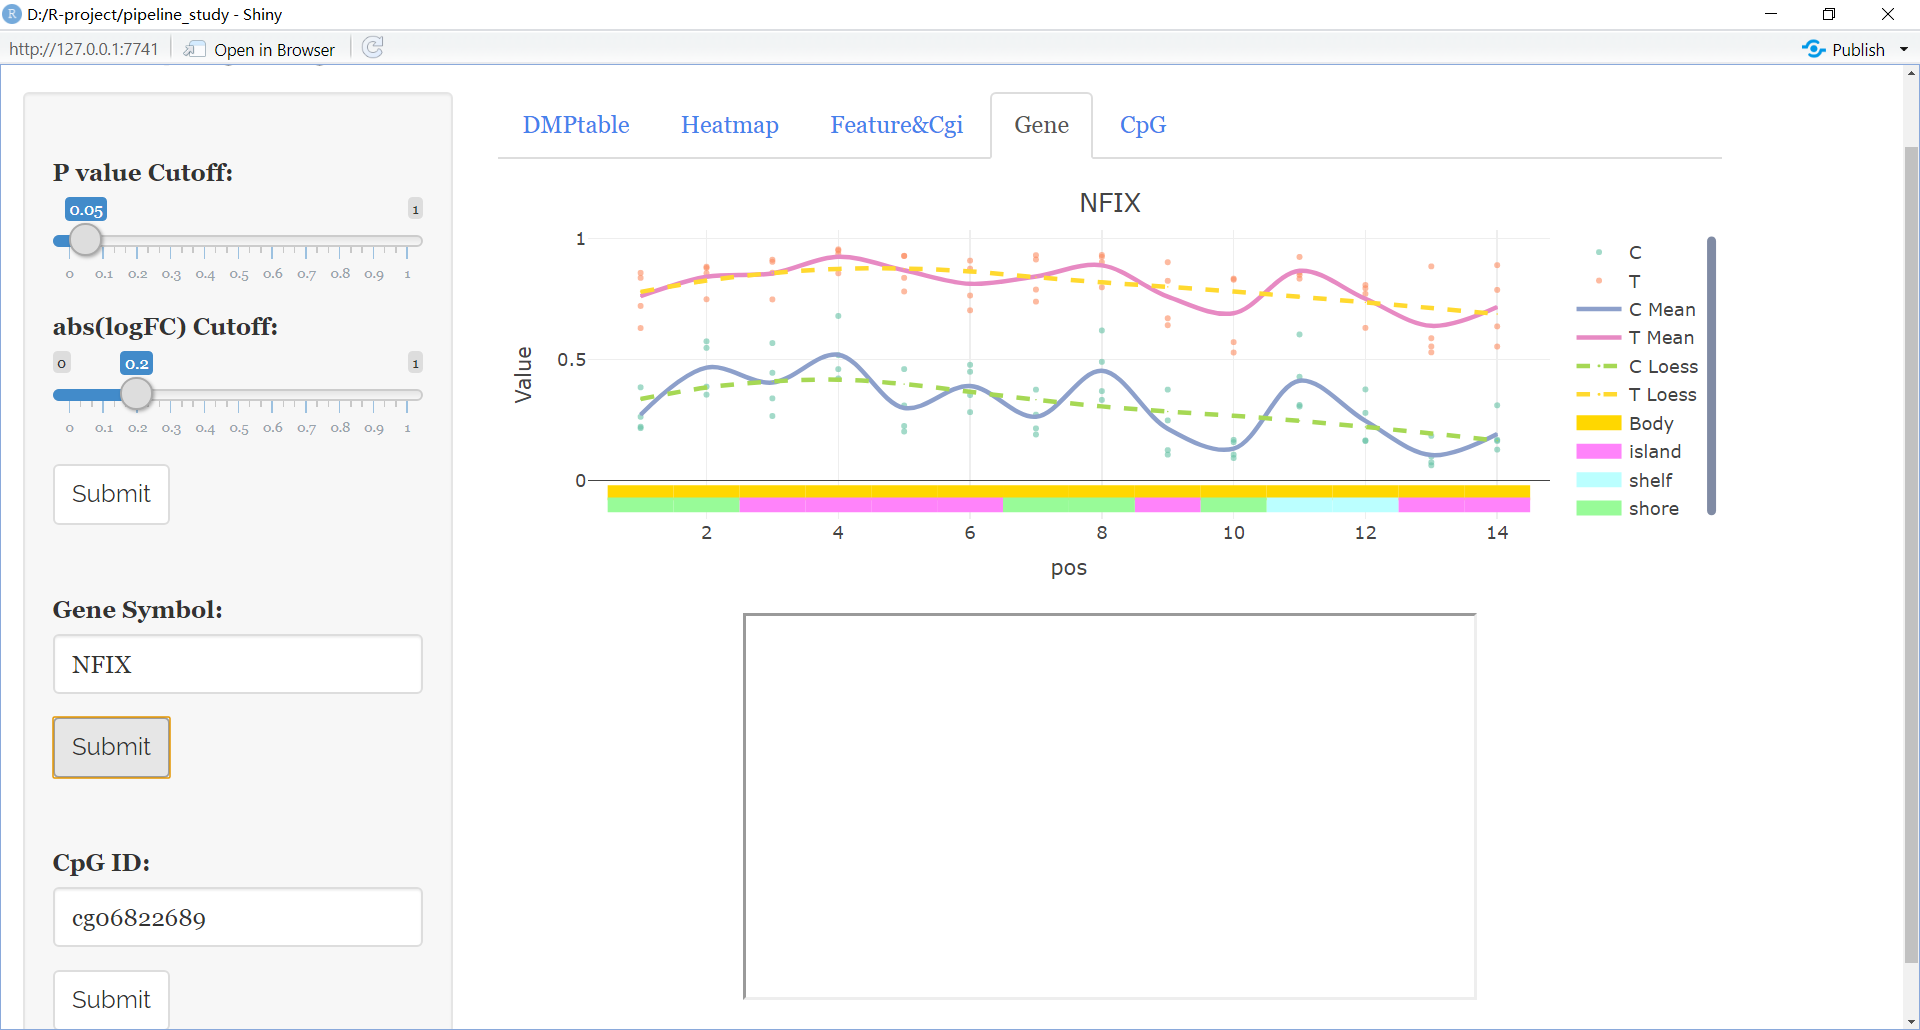 D:/R-project/pipeline_study - Shiny
http://127.0.0.1:7741
Open in Browser
Publish
DMPtable
Heatmap
Feature&Cgi
Gene
CpG
P value Cutoff:
0.05
1
0 0.1 0.2 0.3 0.4 0.5 0.6 0.7 0.8 0.9 1
abs(logFC) Cutoff:
0
0.2
1
0 0.1 0.2 0.3 0.4 0.5 0.6 0.7 0.8 0.9 1
Submit
Gene Symbol:
NFIX
Submit
CpG ID:
cg06822689
Submit
NFIX
1
0.5
0
Value
2 4 6 8 10 12 14
pos
C
T
C Mean
T Mean
C Loess
T Loess
Body
island
shelf
shore